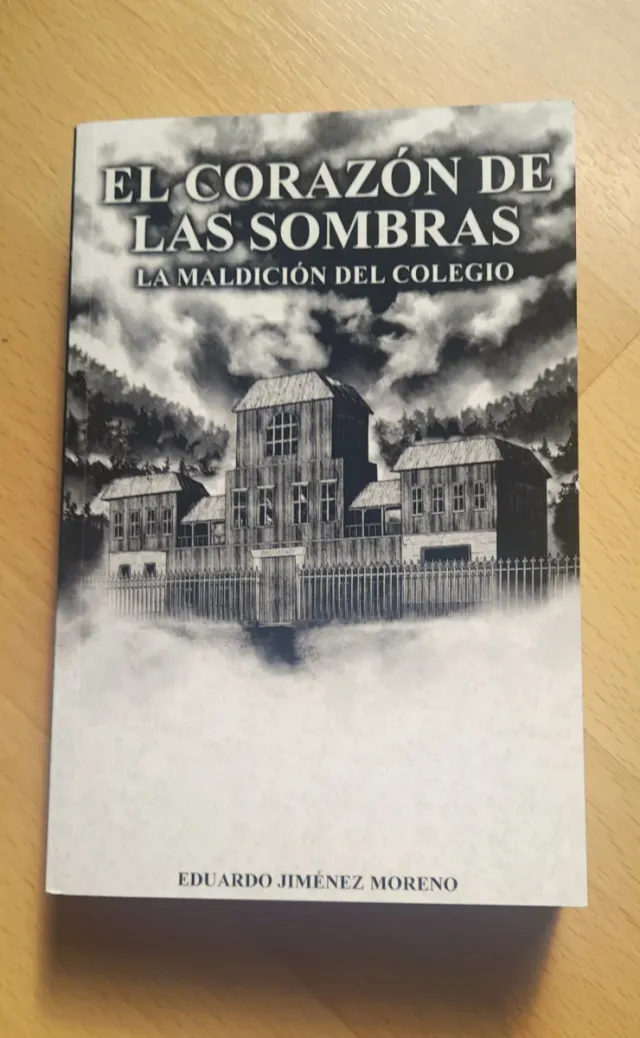 EL CORAZÓN DE
LAS SOMBRAS
LA MALDICIÓN DEL COLEGIO
EDUARDO JIMÉNEZ MORENO